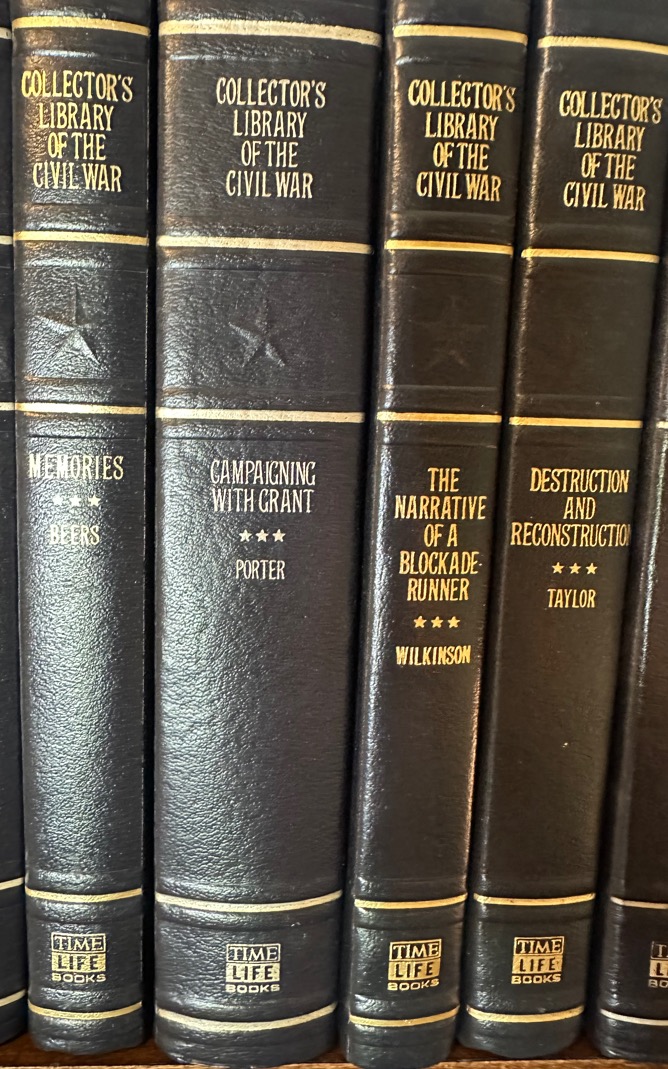 COLLECTOR'S
LIBRARY
OF THE
CIVIL WAR
MEMORIES
BEERS
TIME
LIFE
BOOKS
COLLECTOR'S
LIBRARY
OF THE
CIVIL WAR
CAMPAIGNING
WITH GRANT
PORTER
TIME
LIFE
BOOKS
COLLECTOR'S
LIBRARY
OF THE
CIVIL WAR
THE
NARRATIVE
OF A
BLOCKADE-
RUNNER
WILKINSON
TIME
LIFE
BOOKS
COLLECTOR'S
LIBRARY
OF THE
CIVIL WAR
DESTRUCTION
AND
RECONSTRUCTION
TAYLOR
TIME
LIFE
BOOKS